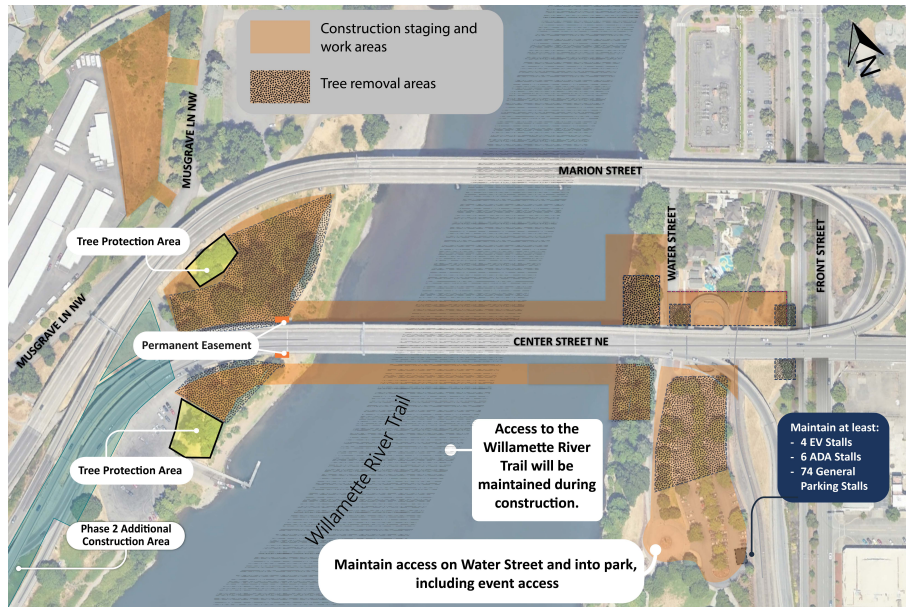 Construction staging and
work areas
Tree removal areas
N
MUSGRAVE LN NW
MARION STREET
Tree Protection Area
WATER STREET
FRONT STREET
MUSGRAVE LN NW
Permanent Easement
CENTER STREET NE
Willamette River Trail
Access to the
Willamette River
Trail will be
maintained during
construction.
Maintain at least:
- 4 EV Stalls
- 6 ADA Stalls
- 74 General
Parking Stalls
Tree Protection Area
Phase 2 Additional
Construction Area
Maintain access on Water Street and into park,
including event access